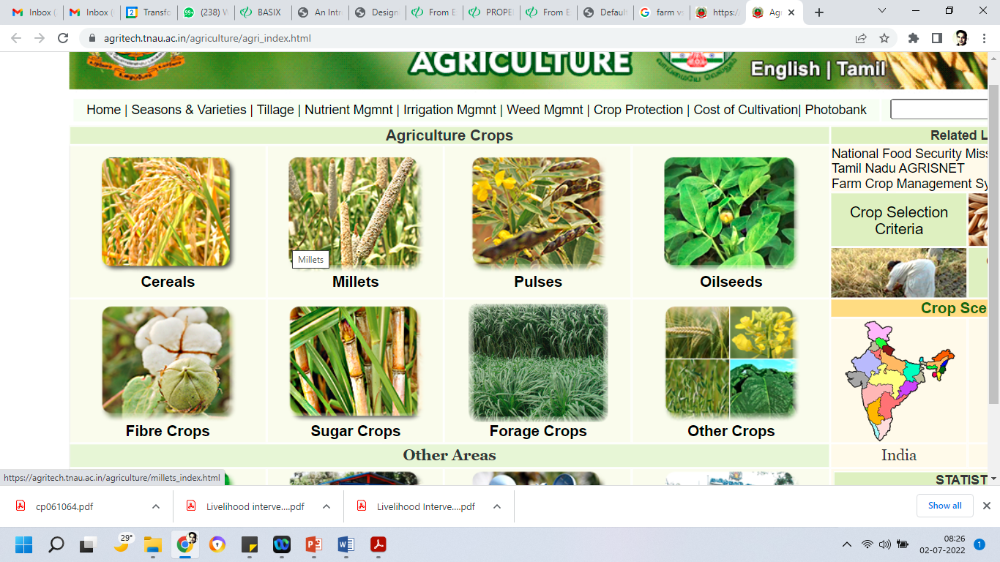 Inbox (
Inbox (
Transfo
(238) W
BASIX
An Intr
Design
From E
PROPE
From E
Default
farm vs
https://
Agr
agritech.tnau.ac.in/agriculture/agri_index.html
AGRICULTURE
English | Tamil
Home | Seasons & Varieties | Tillage | Nutrient Mgmnt | Irrigation Mgmnt | Weed Mgmnt | Crop Protection | Cost of Cultivation| Photobank
Agriculture Crops
Related L
National Food Security Miss
Tamil Nadu AGRISNET
Farm Crop Management Sy
Crop Selection
Criteria
Millets
Cereals
Millets
Pulses
Oilseeds
Crop Sce
Fibre Crops
Sugar Crops
Forage Crops
Other Crops
Other Areas
India
STATIST
https://agritech.tnau.ac.in/agriculture/millets_index.html
cp061064.pdf
Livelihood interve....pdf
Livelihood Interve....pdf
Show all
29°
08:26
02-07-2022
1